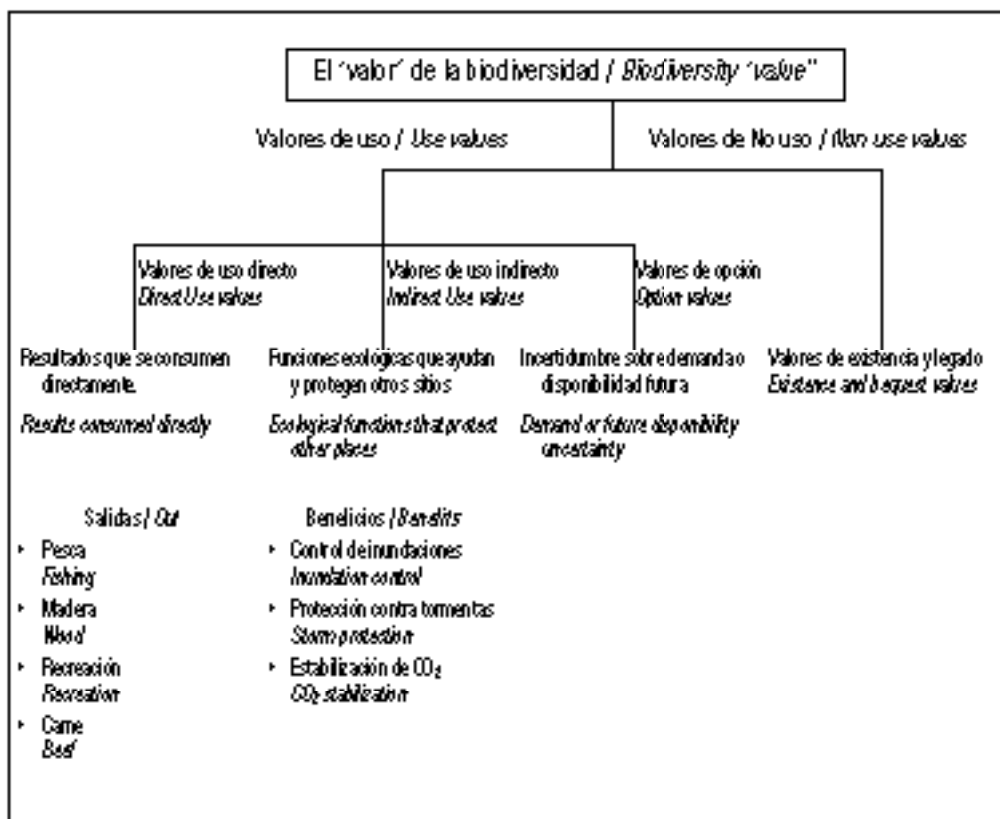 El ‘valor’ de la biodiversidad / Biodiversity ‘value”
Valores de uso / Use values
Valores de No uso / Non use values
Valores de uso directo
Direct Use values
Valores de uso indirecto
Indirect Use values
Valores de opción
Option values
Resultados que se consumen
directamente.
Results consumed directly
Funciones ecológicas que ayudan
y protegen otros sitios
Ecological functions that protect
other places
Incertidumbre sobre demanda o
disponibilidad futura
Demand or future disponibility
uncertainty
Valores de existencia y legado
Existence and bequest values
Salidas / Out
‣ Pesca
Fishing
‣ Madera
Wood
‣ Recreación
Recreation
‣ Carne
Beef
Beneficios / Benefits
‣ Control de inundaciones
Inundation control
‣ Protección contra tormentas
Storm protection
‣ Estabilización de CO₂
CO₂ stabilization